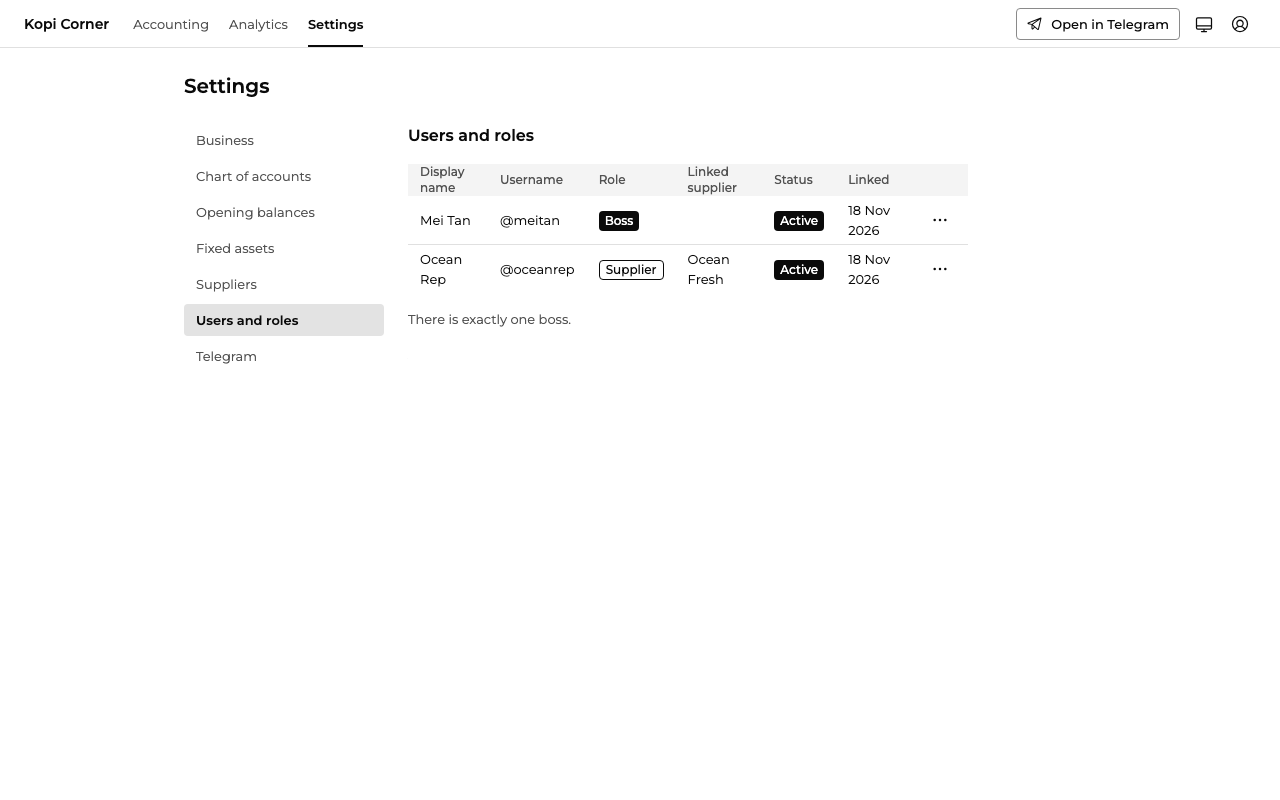 Kopi Corner Accounting Analytics Settings Open in Telegram
Settings
Business
Chart of accounts
Opening balances
Fixed assets
Suppliers
Users and roles
Telegram
Users and roles
Display name Username Role Linked supplier Status Linked
Mei Tan @meitan Boss Active 18 Nov 2026
Ocean Rep @oceanrep Supplier Ocean Fresh Active 18 Nov 2026
There is exactly one boss.